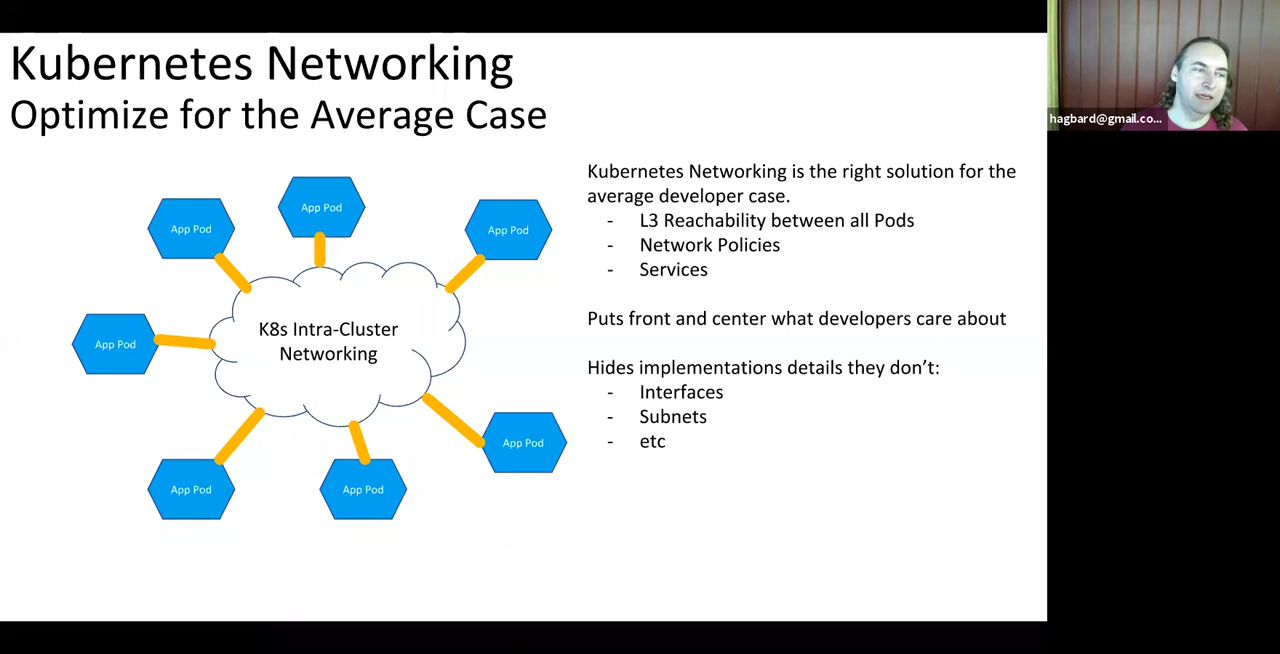 Kubernetes Networking
Optimize for the Average Case
App Pod
App Pod
App Pod
App Pod
K8s Intra-Cluster
Networking
App Pod
App Pod
App Pod
Kubernetes Networking is the right solution for the
average developer case.
- L3 Reachability between all Pods
- Network Policies
- Services
Puts front and center what developers care about
Hides implementations details they don’t:
- Interfaces
- Subnets
- etc
hagbard@gmail.co...